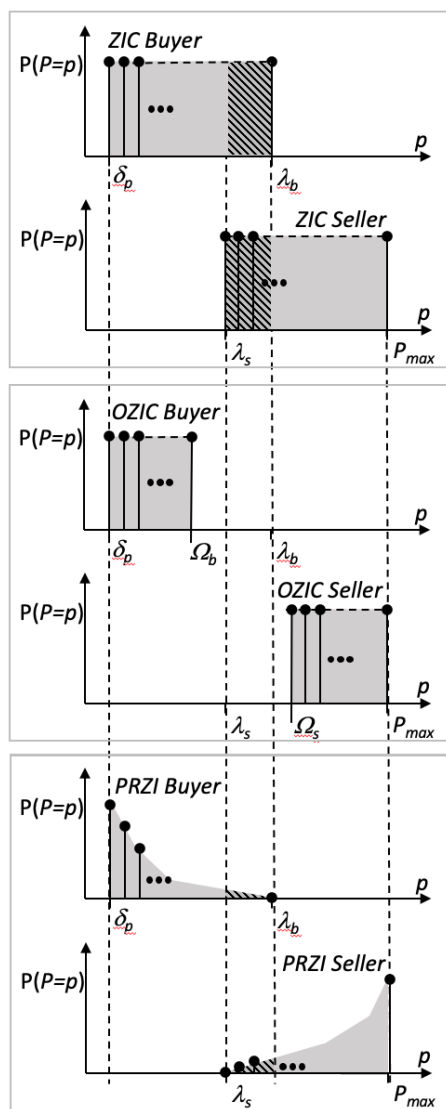 ZIC Buyer
P(P=p)
p
δp
λb
ZIC Seller
P(P=p)
p
λs
Pmax
OZIC Buyer
P(P=p)
p
δp
Ωb
λb
OZIC Seller
P(P=p)
p
λs
Ωs
Pmax
PRZI Buyer
P(P=p)
p
δp
λb
PRZI Seller
P(P=p)
p
λs
Pmax